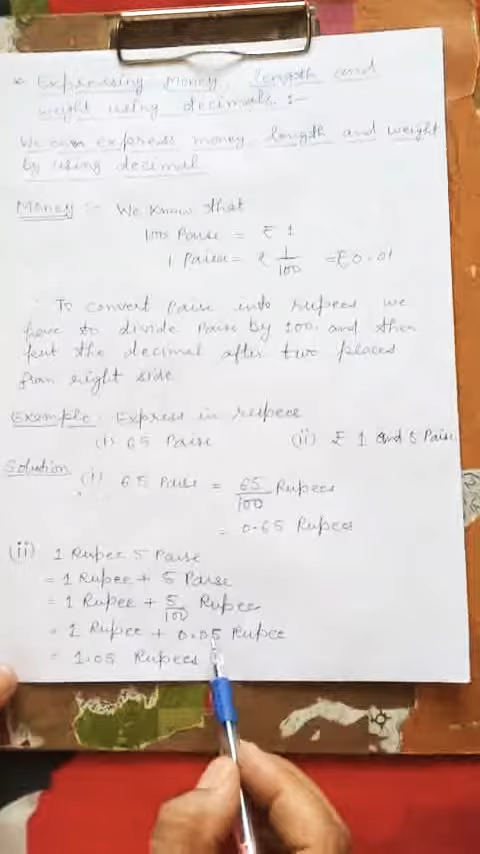 * Expressing Money, length and
weight using decimals :-
We can express money, length and weight
by using decimal
Money :- We Know that
100 Paise = ₹ 1
1 Paisa = ₹ 1/100 = ₹ 0.01
To convert Paise into rupees we
have to divide Paise by 100. and then
put the decimal after two places
from right side
Example. Express in rupees
(i) 65 Paise (ii) ₹ 1 and 5 Paise
Solution (i) 65 Paise = 65/100 Rupees
= 0.65 Rupees
(ii) 1 Rupee 5 Paise
= 1 Rupee + 5 Paise
= 1 Rupee + 5/100 Rupee
= 1 Rupee + 0.05 Rupee
= 1.05 Rupees